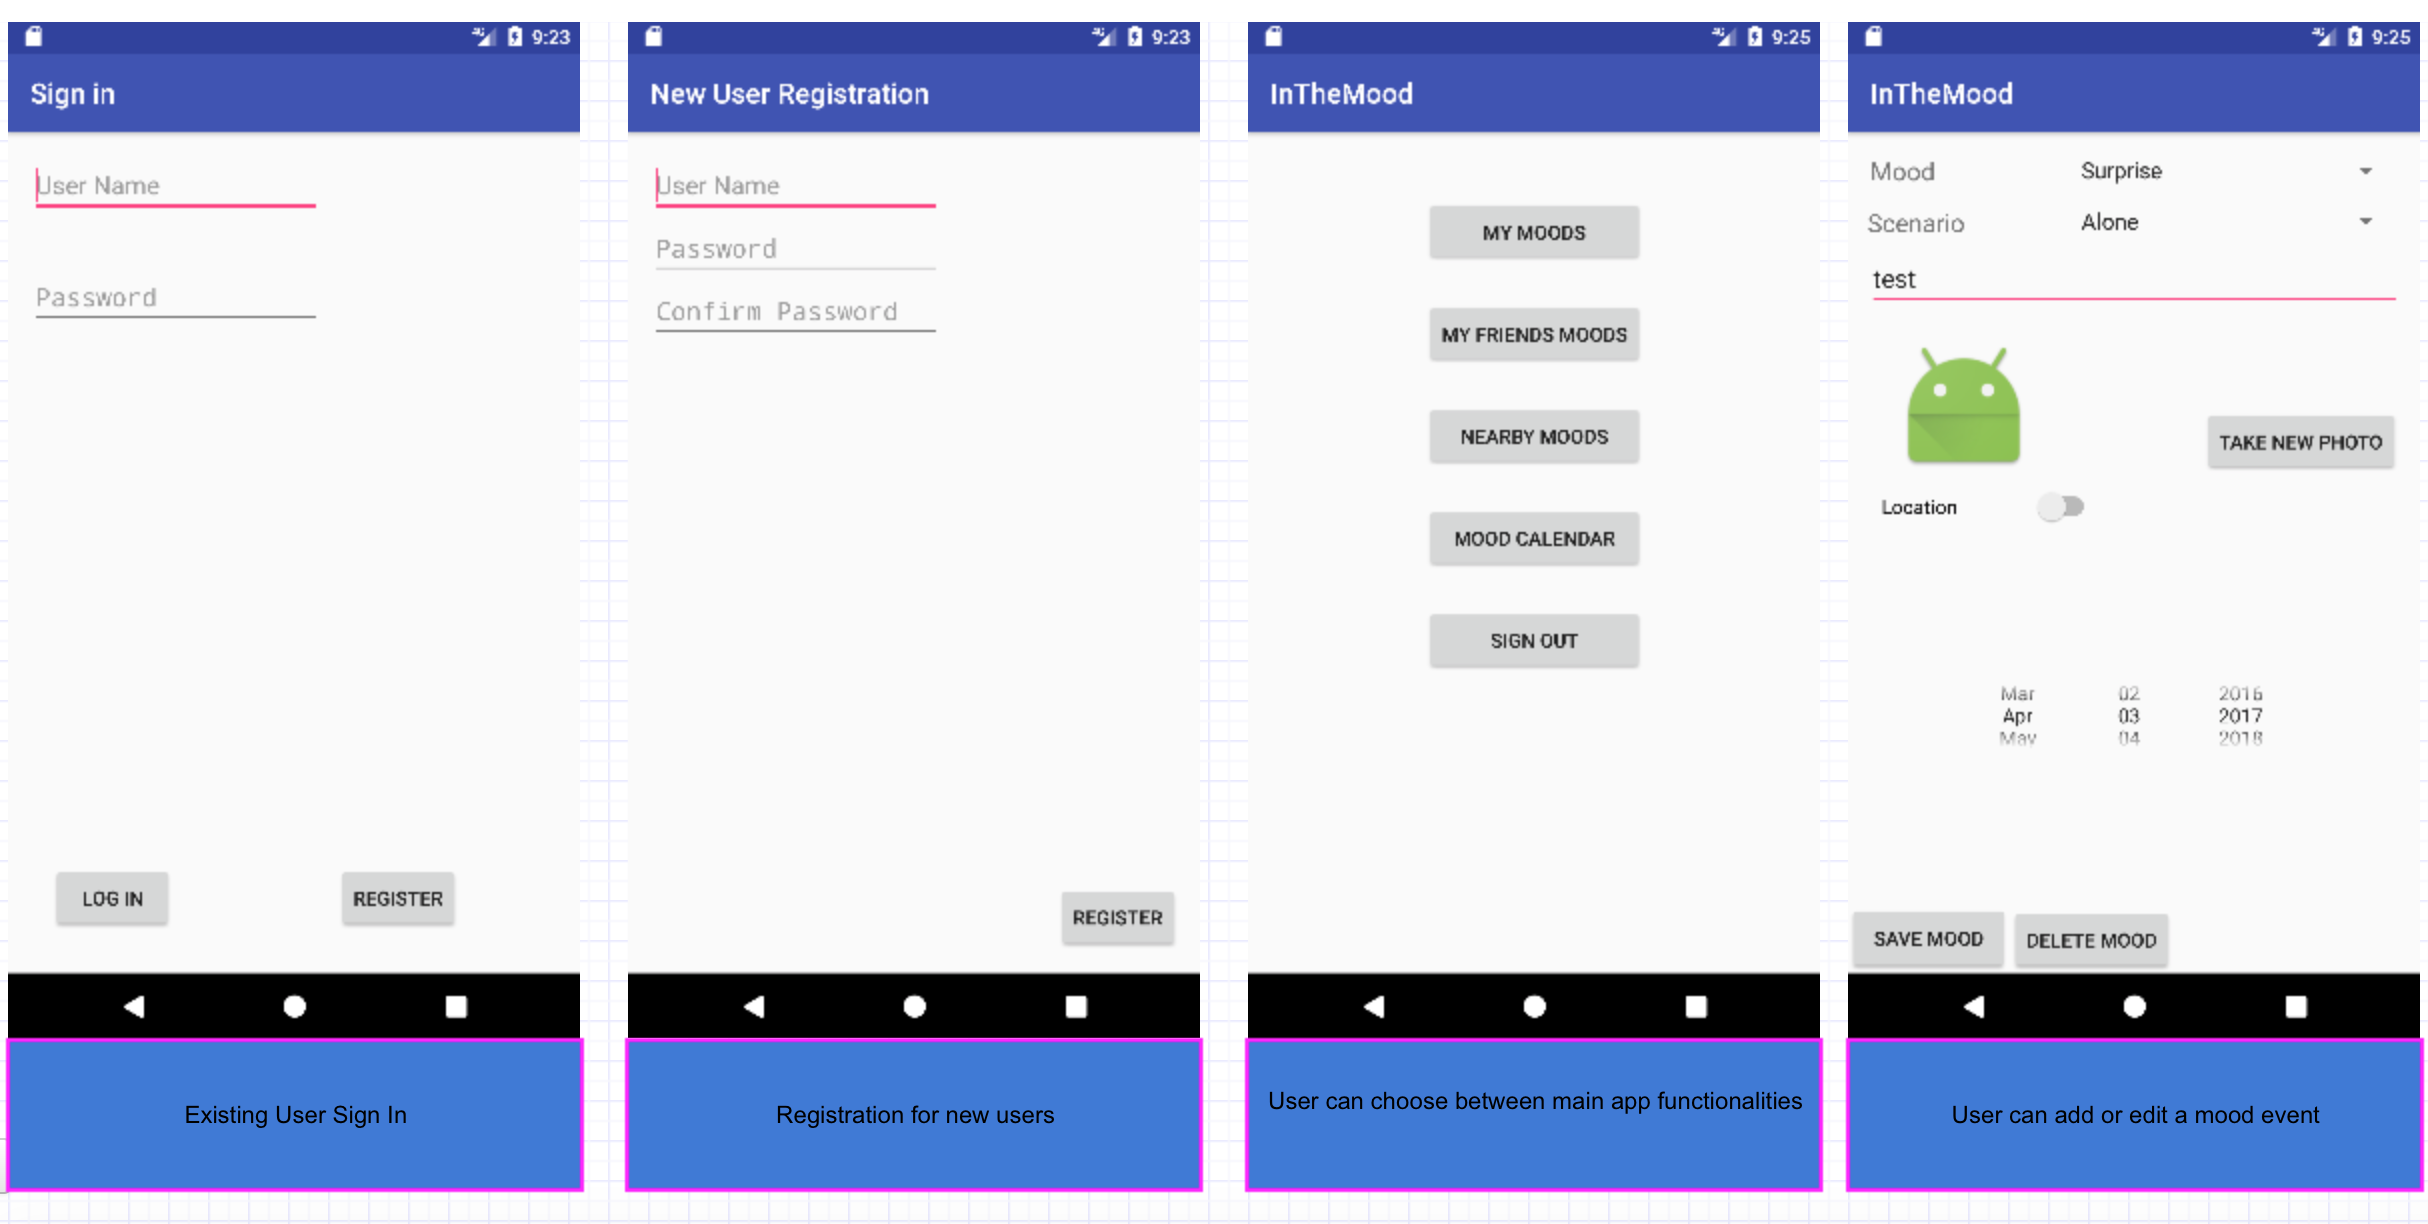 9:23
Sign in
User Name
Password
LOG IN
REGISTER
Existing User Sign In
9:23
New User Registration
User Name
Password
Confirm Password
REGISTER
Registration for new users
9:25
InTheMood
MY MOODS
MY FRIENDS MOODS
NEARBY MOODS
MOOD CALENDAR
SIGN OUT
User can choose between main app functionalities
9:25
InTheMood
Mood Surprise
Scenario Alone
test
TAKE NEW PHOTO
Location
Mar 02 2016
Apr 03 2017
May 04 2018
SAVE MOOD DELETE MOOD
User can add or edit a mood event